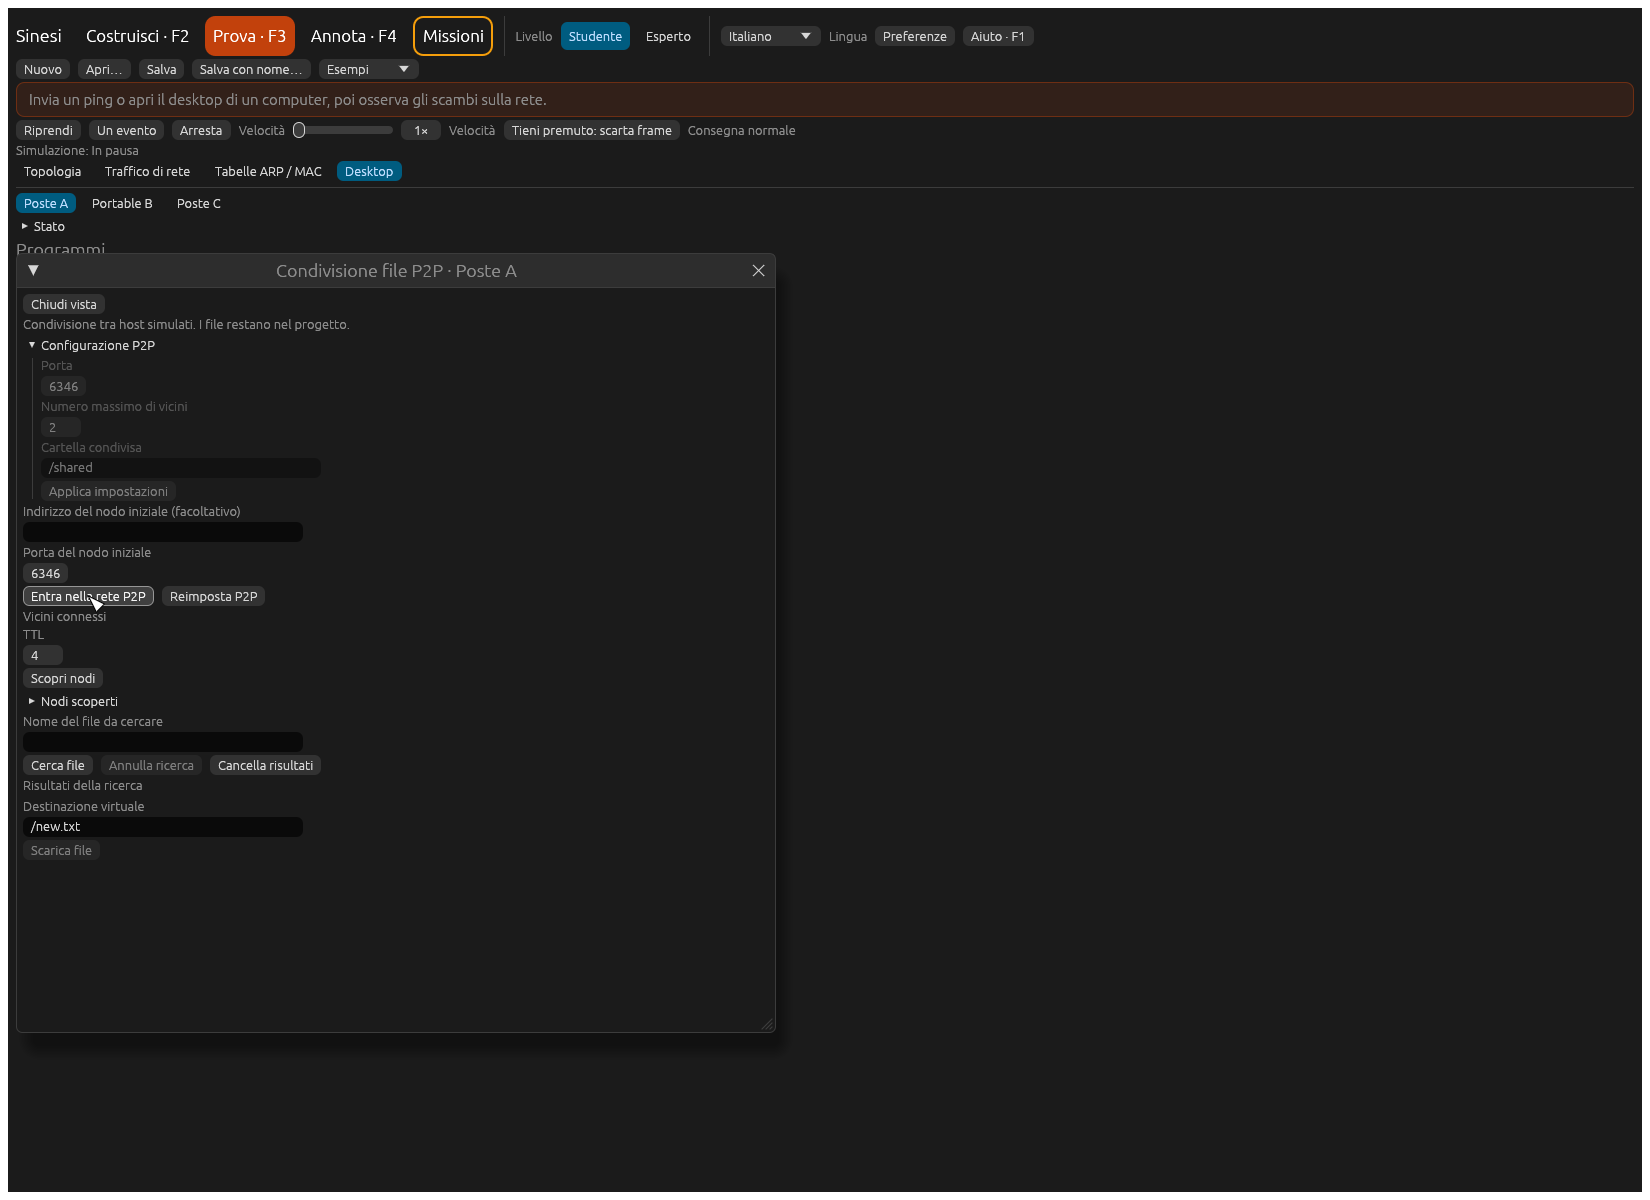 Sinesi Costruisci · F2 Prova · F3 Annota · F4 Missioni Livello Studente Esperto Italiano Lingua Preferenze Aiuto · F1
Nuovo Apri... Salva Salva con nome... Esempi
Invia un ping o apri il desktop di un computer, poi osserva gli scambi sulla rete.
Riprendi Un evento Arresta Velocità 1× Velocità Tieni premuto: scarta frame Consegna normale
Simulazione: In pausa
Topologia Traffico di rete Tabelle ARP / MAC Desktop
Poste A Portable B Poste C
Stato
Programmi
Condivisione file P2P · Poste A
Chiudi vista
Condivisione tra host simulati. I file restano nel progetto.
Configurazione P2P
Porta
6346
Numero massimo di vicini
2
Cartella condivisa
/shared
Applica impostazioni
Indirizzo del nodo iniziale (facoltativo)
Porta del nodo iniziale
6346
Entra nella rete P2P Reimposta P2P
Vicini connessi
TTL
4
Scopri nodi
Nodi scoperti
Nome del file da cercare
Cerca file Annulla ricerca Cancella risultati
Risultati della ricerca
Destinazione virtuale
/new.txt
Scarica file